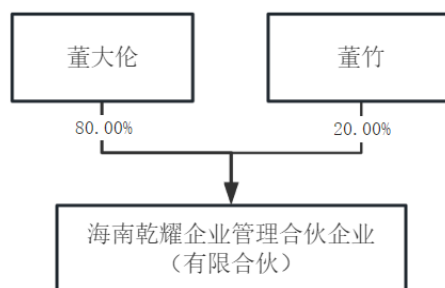 董大伦
董竹
80.00%
20.00%
海南乾耀企业管理合伙企业
（有限合伙）